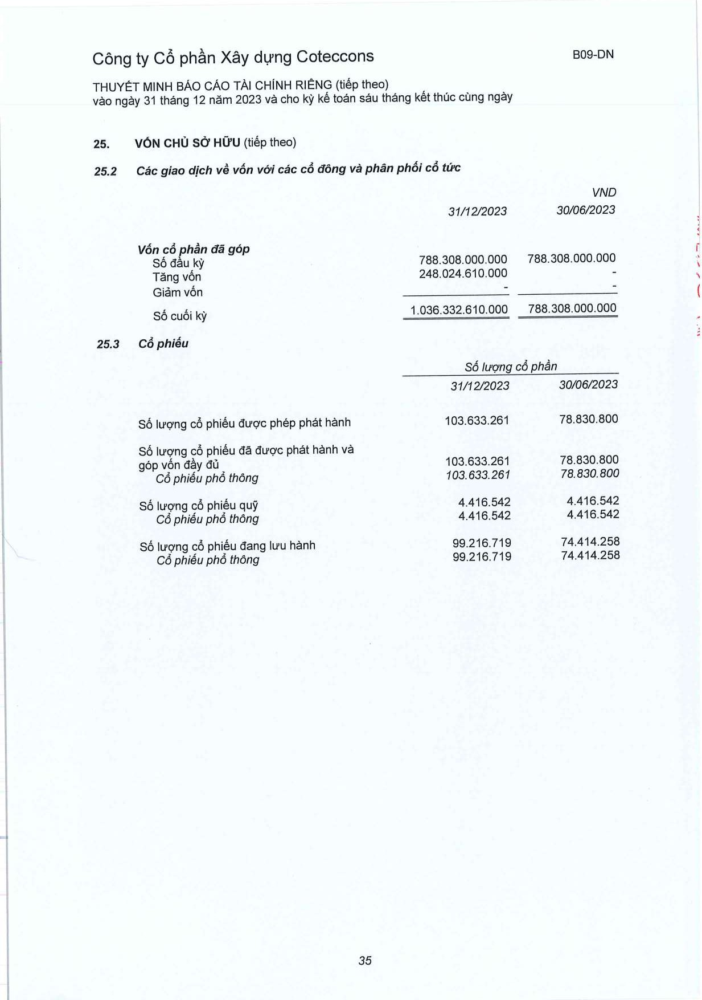 Công ty Cổ phần Xây dựng Coteccons B09-DN
THUYẾT MINH BÁO CÁO TÀI CHÍNH RIÊNG (tiếp theo)
vào ngày 31 tháng 12 năm 2023 và cho kỳ kế toán sáu tháng kết thúc cùng ngày
25. VỐN CHỦ SỞ HỮU (tiếp theo)
25.2 Các giao dịch về vốn với các cổ đông và phân phối cổ tức
VND
31/12/2023 30/06/2023
Vốn cổ phần đã góp
Số đầu kỳ 788.308.000.000 788.308.000.000
Tăng vốn 248.024.610.000 -
Giảm vốn - -
Số cuối kỳ 1.036.332.610.000 788.308.000.000
25.3 Cổ phiếu
Số lượng cổ phần
31/12/2023 30/06/2023
Số lượng cổ phiếu được phép phát hành 103.633.261 78.830.800
Số lượng cổ phiếu đã được phát hành và
góp vốn đầy đủ 103.633.261 78.830.800
Cổ phiếu phổ thông 103.633.261 78.830.800
Số lượng cổ phiếu quỹ 4.416.542 4.416.542
Cổ phiếu phổ thông 4.416.542 4.416.542
Số lượng cổ phiếu đang lưu hành 99.216.719 74.414.258
Cổ phiếu phổ thông 99.216.719 74.414.258
35